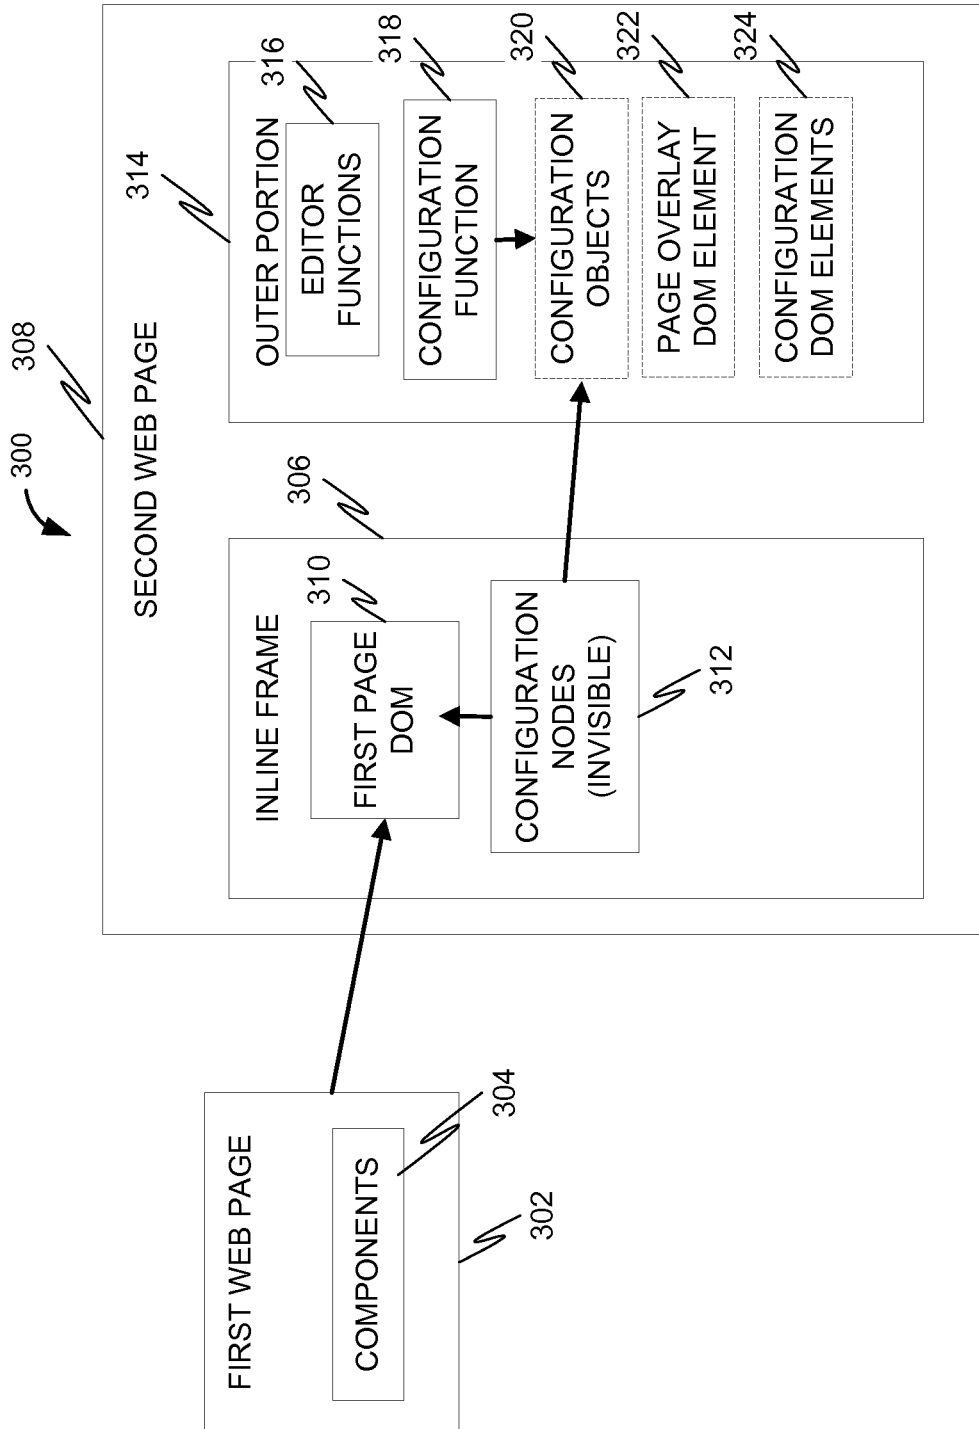 300
308
SECOND WEB PAGE
314
OUTER PORTION
316
EDITOR
FUNCTIONS
318
CONFIGURATION
FUNCTION
320
CONFIGURATION
OBJECTS
322
PAGE OVERLAY
DOM ELEMENT
324
CONFIGURATION
DOM ELEMENTS
306
INLINE FRAME
310
FIRST PAGE
DOM
CONFIGURATION
NODES
(INVISIBLE)
312
FIRST WEB PAGE
COMPONENTS
304
302